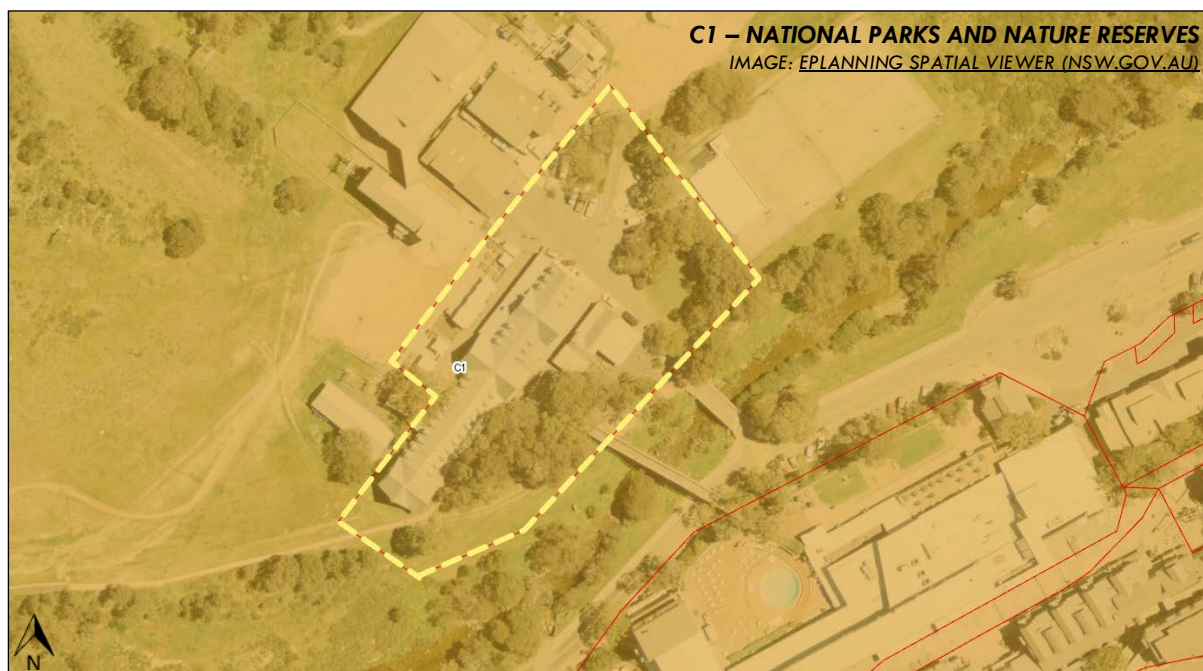 C1 – NATIONAL PARKS AND NATURE RESERVES
IMAGE: EPLANNING SPATIAL VIEWER (NSW.GOV.AU)
C1
N